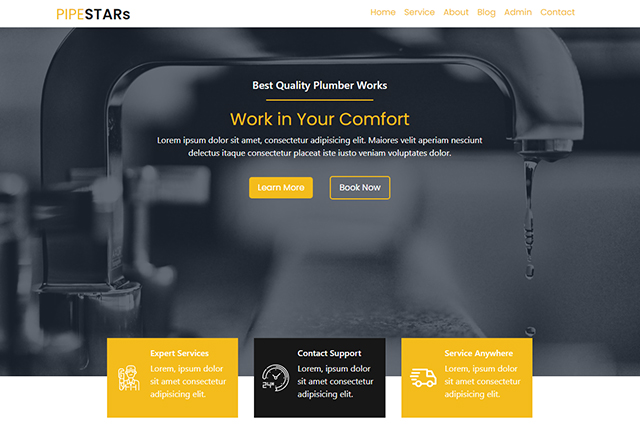 PIPESTARs
Home Service About Blog Admin Contact
Best Quality Plumber Works
Work in Your Comfort
Lorem ipsum dolor sit amet, consectetur adipisicing elit. Maiores velit aperiam nesciunt
delectus itaque consectetur placeat iste iusto veniam voluptates dolor.
Learn More Book Now
Expert Services
Lorem, ipsum dolor
sit amet consectetur
adipisicing elit.
24/7
Contact Support
Lorem, ipsum dolor
sit amet consectetur
adipisicing elit.
Service Anywhere
Lorem, ipsum dolor
sit amet consectetur
adipisicing elit.